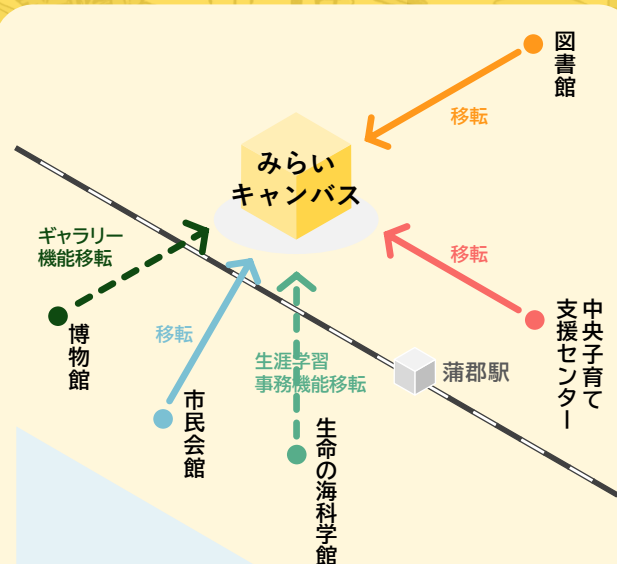 図書館
移転
みらい
キャンバス
ギャラリー
機能移転
移転
博物館
移転
生涯学習
事務機能移転
蒲郡駅
中央子育て
支援センター
市民会館
生命の海科学館